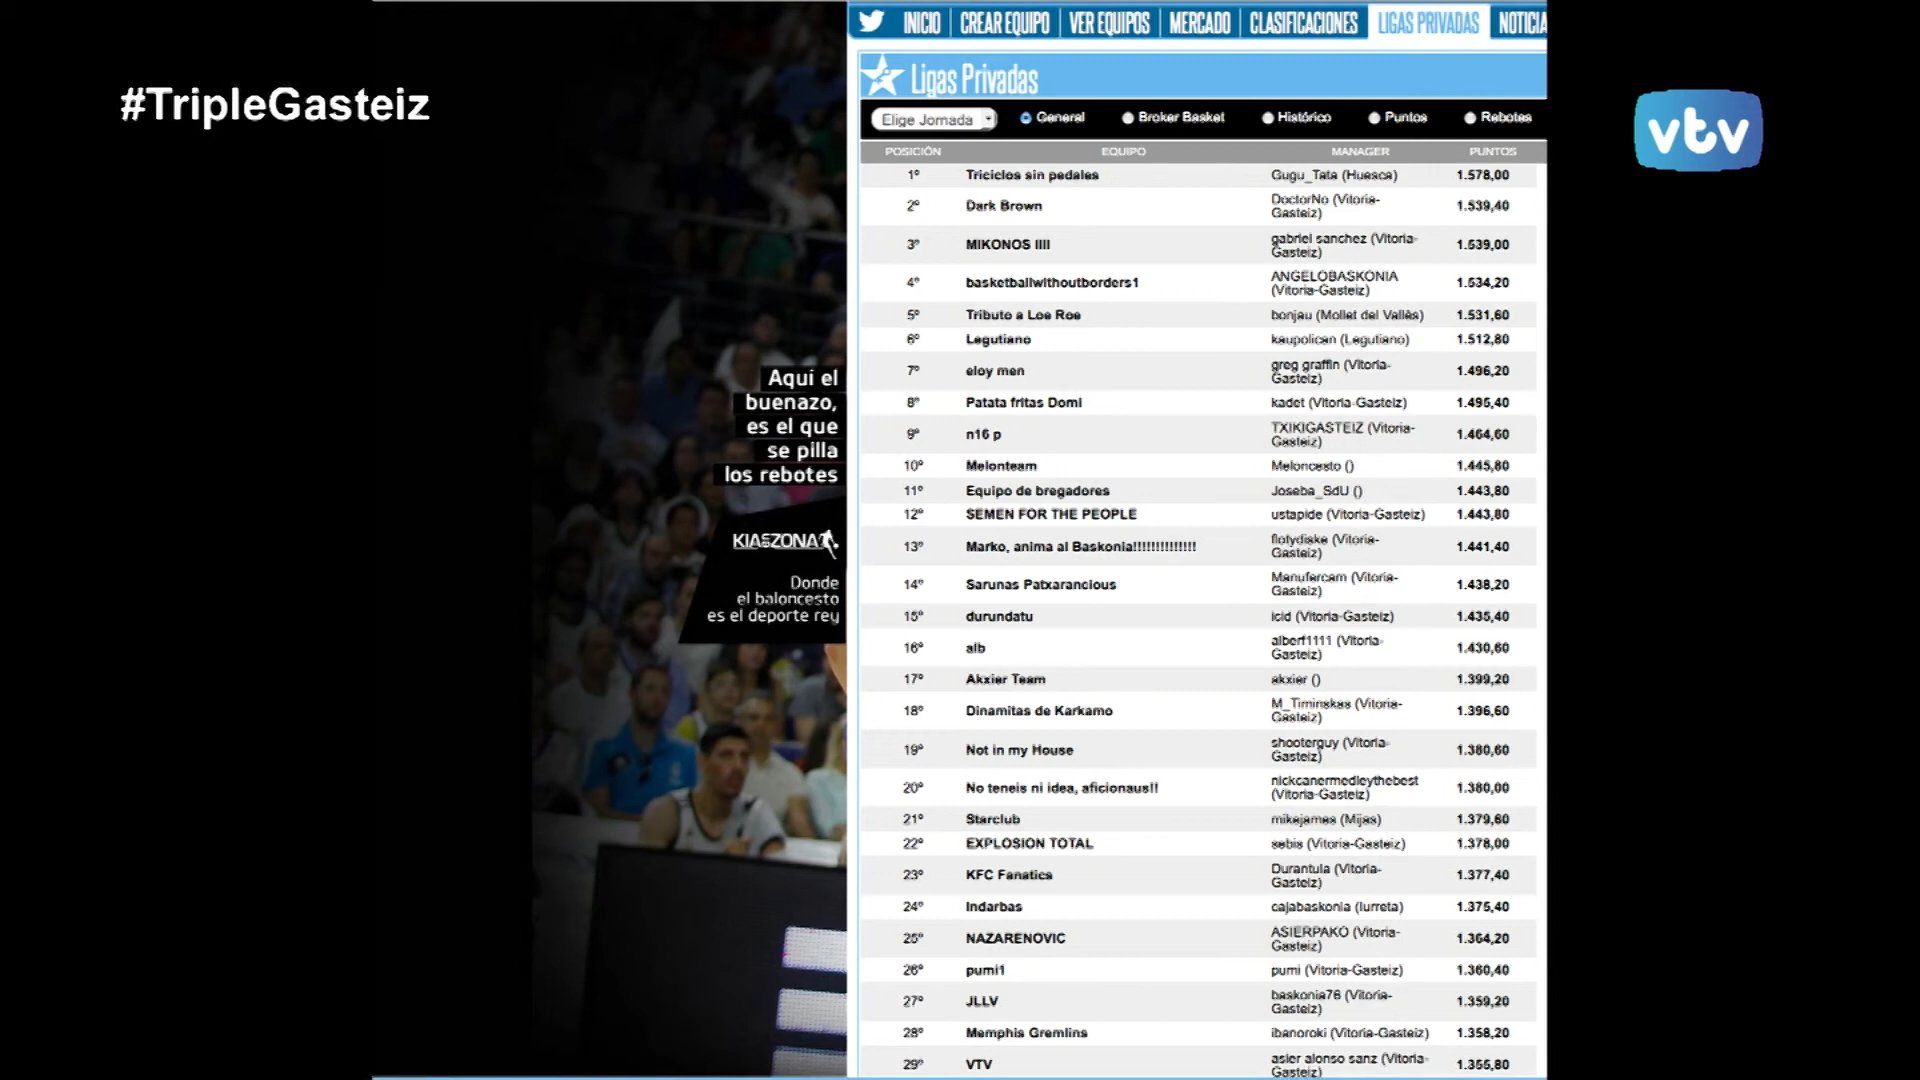 #TripleGasteiz
vtv
INICIO CREAR EQUIPO VER EQUIPOS MERCADO CLASIFICACIONES LIGAS PRIVADAS NOTICIA
Ligas Privadas
Elige Jornada General Broker Basket Histórico Puntos Rebotes
POSICIÓN EQUIPO MANAGER PUNTOS
1º Triciclos sin pedales Gugu_Tata (Huesca) 1.578,00
2º Dark Brown DoctorNo (Vitoria-
Gasteiz) 1.539,40
3º MIKONOS IIII gabriel sanchez (Vitoria-
Gasteiz) 1.539,00
4º basketballwithoutborders1 ANGELOBASKONIA
(Vitoria-Gasteiz) 1.534,20
5º Tributo a Loe Roe bonjau (Mollet del Vallès) 1.531,60
6º Legutiano kaupolican (Legutiano) 1.512,80
7º eloy men greg graffin (Vitoria-
Gasteiz) 1.496,20
8º Patata fritas Domi kadet (Vitoria-Gasteiz) 1.495,40
9º n16 p TXIKIGASTEIZ (Vitoria-
Gasteiz) 1.464,60
10º Melonteam Meloncesto () 1.445,80
11º Equipo de bregadores Joseba_SdU () 1.443,80
12º SEMEN FOR THE PEOPLE ustapide (Vitoria-Gasteiz) 1.443,80
13º Marko, anima al Baskonia!!!!!!!!!!!!!! flotydiske (Vitoria-
Gasteiz) 1.441,40
14º Sarunas Patxarancious Manufercam (Vitoria-
Gasteiz) 1.438,20
15º durundatu icid (Vitoria-Gasteiz) 1.435,40
16º alb alberf1111 (Vitoria-
Gasteiz) 1.430,60
17º Akxier Team akxier () 1.399,20
18º Dinamitas de Karkamo M_Timinskas (Vitoria-
Gasteiz) 1.396,60
19º Not in my House shooterguy (Vitoria-
Gasteiz) 1.380,60
20º No teneis ni idea, aficionaus!! nickcanermedleythebest
(Vitoria-Gasteiz) 1.380,00
21º Starclub mikejames (Mijas) 1.379,60
22º EXPLOSION TOTAL sebis (Vitoria-Gasteiz) 1.378,00
23º KFC Fanatics Durantula (Vitoria-
Gasteiz) 1.377,40
24º Indarbas cajabaskonia (Iurreta) 1.375,40
25º NAZARENOVIC ASIERPAKO (Vitoria-
Gasteiz) 1.364,20
26º pumi1 pumi (Vitoria-Gasteiz) 1.360,40
27º JLLV baskonia76 (Vitoria-
Gasteiz) 1.359,20
28º Memphis Gremlins ibanoroki (Vitoria-Gasteiz) 1.358,20
29º VTV asier alonso sanz (Vitoria-
Gasteiz) 1.355,80
Aquí el
buenazo,
es el que
se pilla
los rebotes
KIAENZONA
Donde
el baloncesto
es el deporte rey